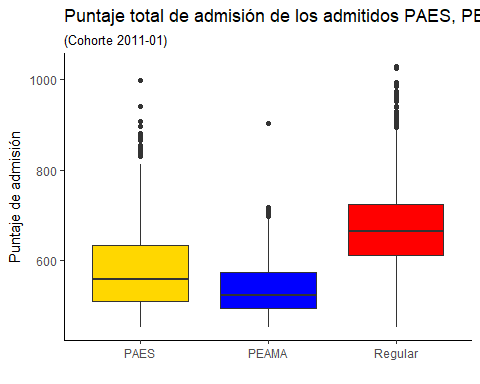 Puntaje total de admisión de los admitidos PAES, PE
(Cohorte 2011-01)
Puntaje de admisión
1000
800
600
PAES PEAMA Regular